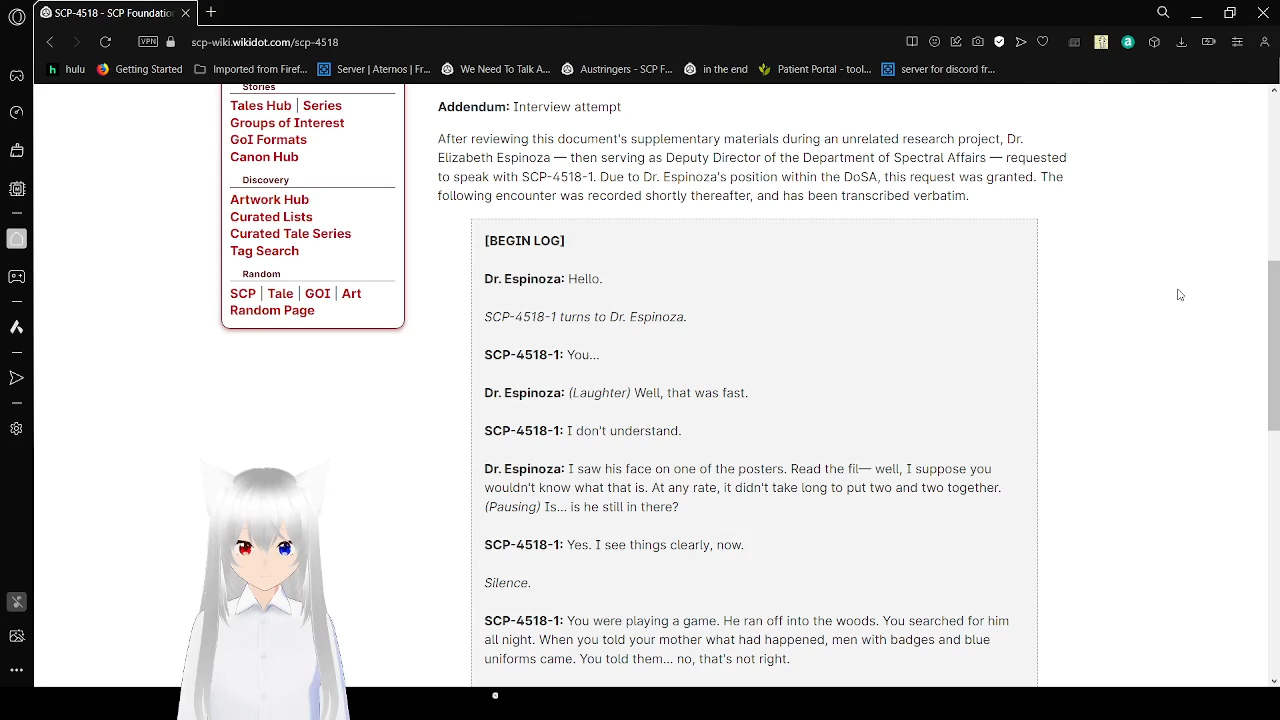 SCP-4518 - SCP Foundation
VPN
scp-wiki.wikidot.com/scp-4518
hulu
Getting Started
Imported from Firef...
Server | Aternos | Fr...
We Need To Talk A...
Austringers - SCP F...
in the end
Patient Portal - tool...
server for discord fr...
Stories
Tales Hub | Series
Groups of Interest
GoI Formats
Canon Hub
Discovery
Artwork Hub
Curated Lists
Curated Tale Series
Tag Search
Random
SCP | Tale | GOI | Art
Random Page
Addendum: Interview attempt
After reviewing this document's supplementary materials during an unrelated research project, Dr.
Elizabeth Espinoza — then serving as Deputy Director of the Department of Spectral Affairs — requested
to speak with SCP-4518-1. Due to Dr. Espinoza's position within the DoSA, this request was granted. The
following encounter was recorded shortly thereafter, and has been transcribed verbatim.
[BEGIN LOG]
Dr. Espinoza: Hello.
SCP-4518-1 turns to Dr. Espinoza.
SCP-4518-1: You...
Dr. Espinoza: (Laughter) Well, that was fast.
SCP-4518-1: I don't understand.
Dr. Espinoza: I saw his face on one of the posters. Read the fil— well, I suppose you
wouldn't know what that is. At any rate, it didn't take long to put two and two together.
(Pausing) Is... is he still in there?
SCP-4518-1: Yes. I see things clearly, now.
Silence.
SCP-4518-1: You were playing a game. He ran off into the woods. You searched for him
all night. When you told your mother what had happened, men with badges and blue
uniforms came. You told them... no, that's not right.